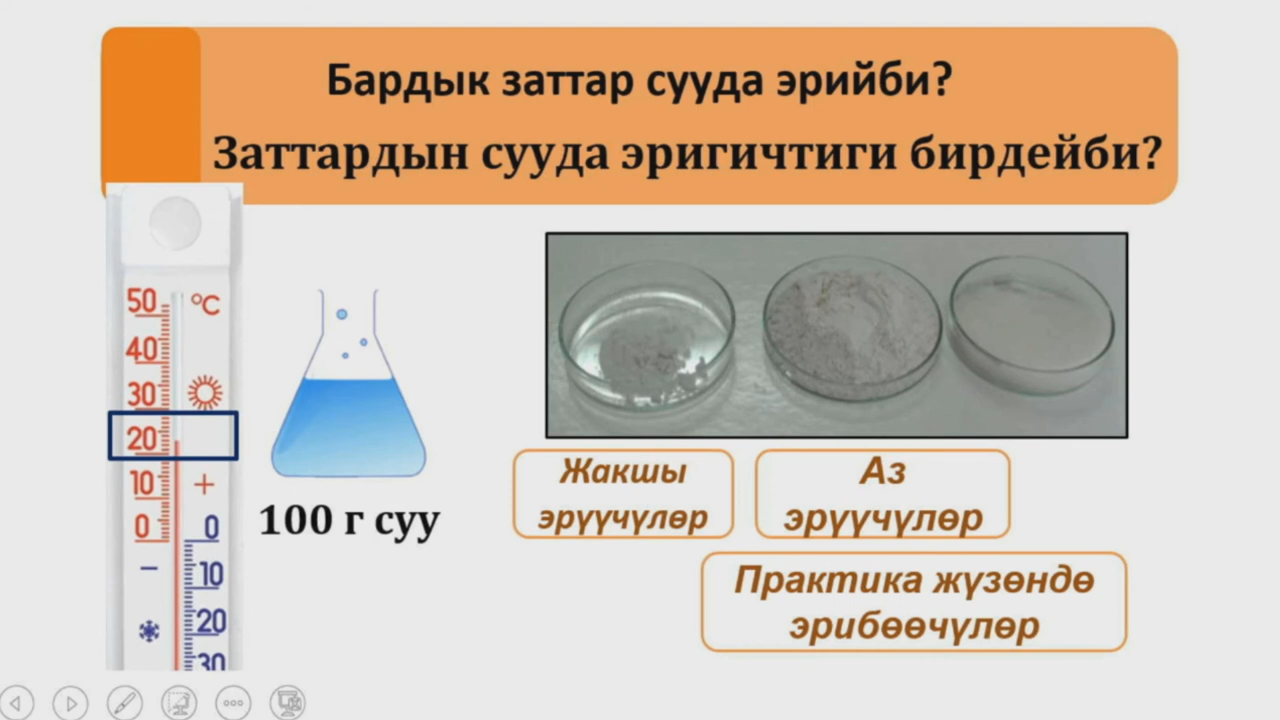 Бардык заттар сууда эрийби?
Заттардын сууда эригичтиги бирдейби?
50 °C
40
30
20
10 +
0 0
– 10
20
30
100 г суу
Жакшы
эрүүчүлөр
Аз
эрүүчүлөр
Практика жүзөндө
эрибөөчүлөр